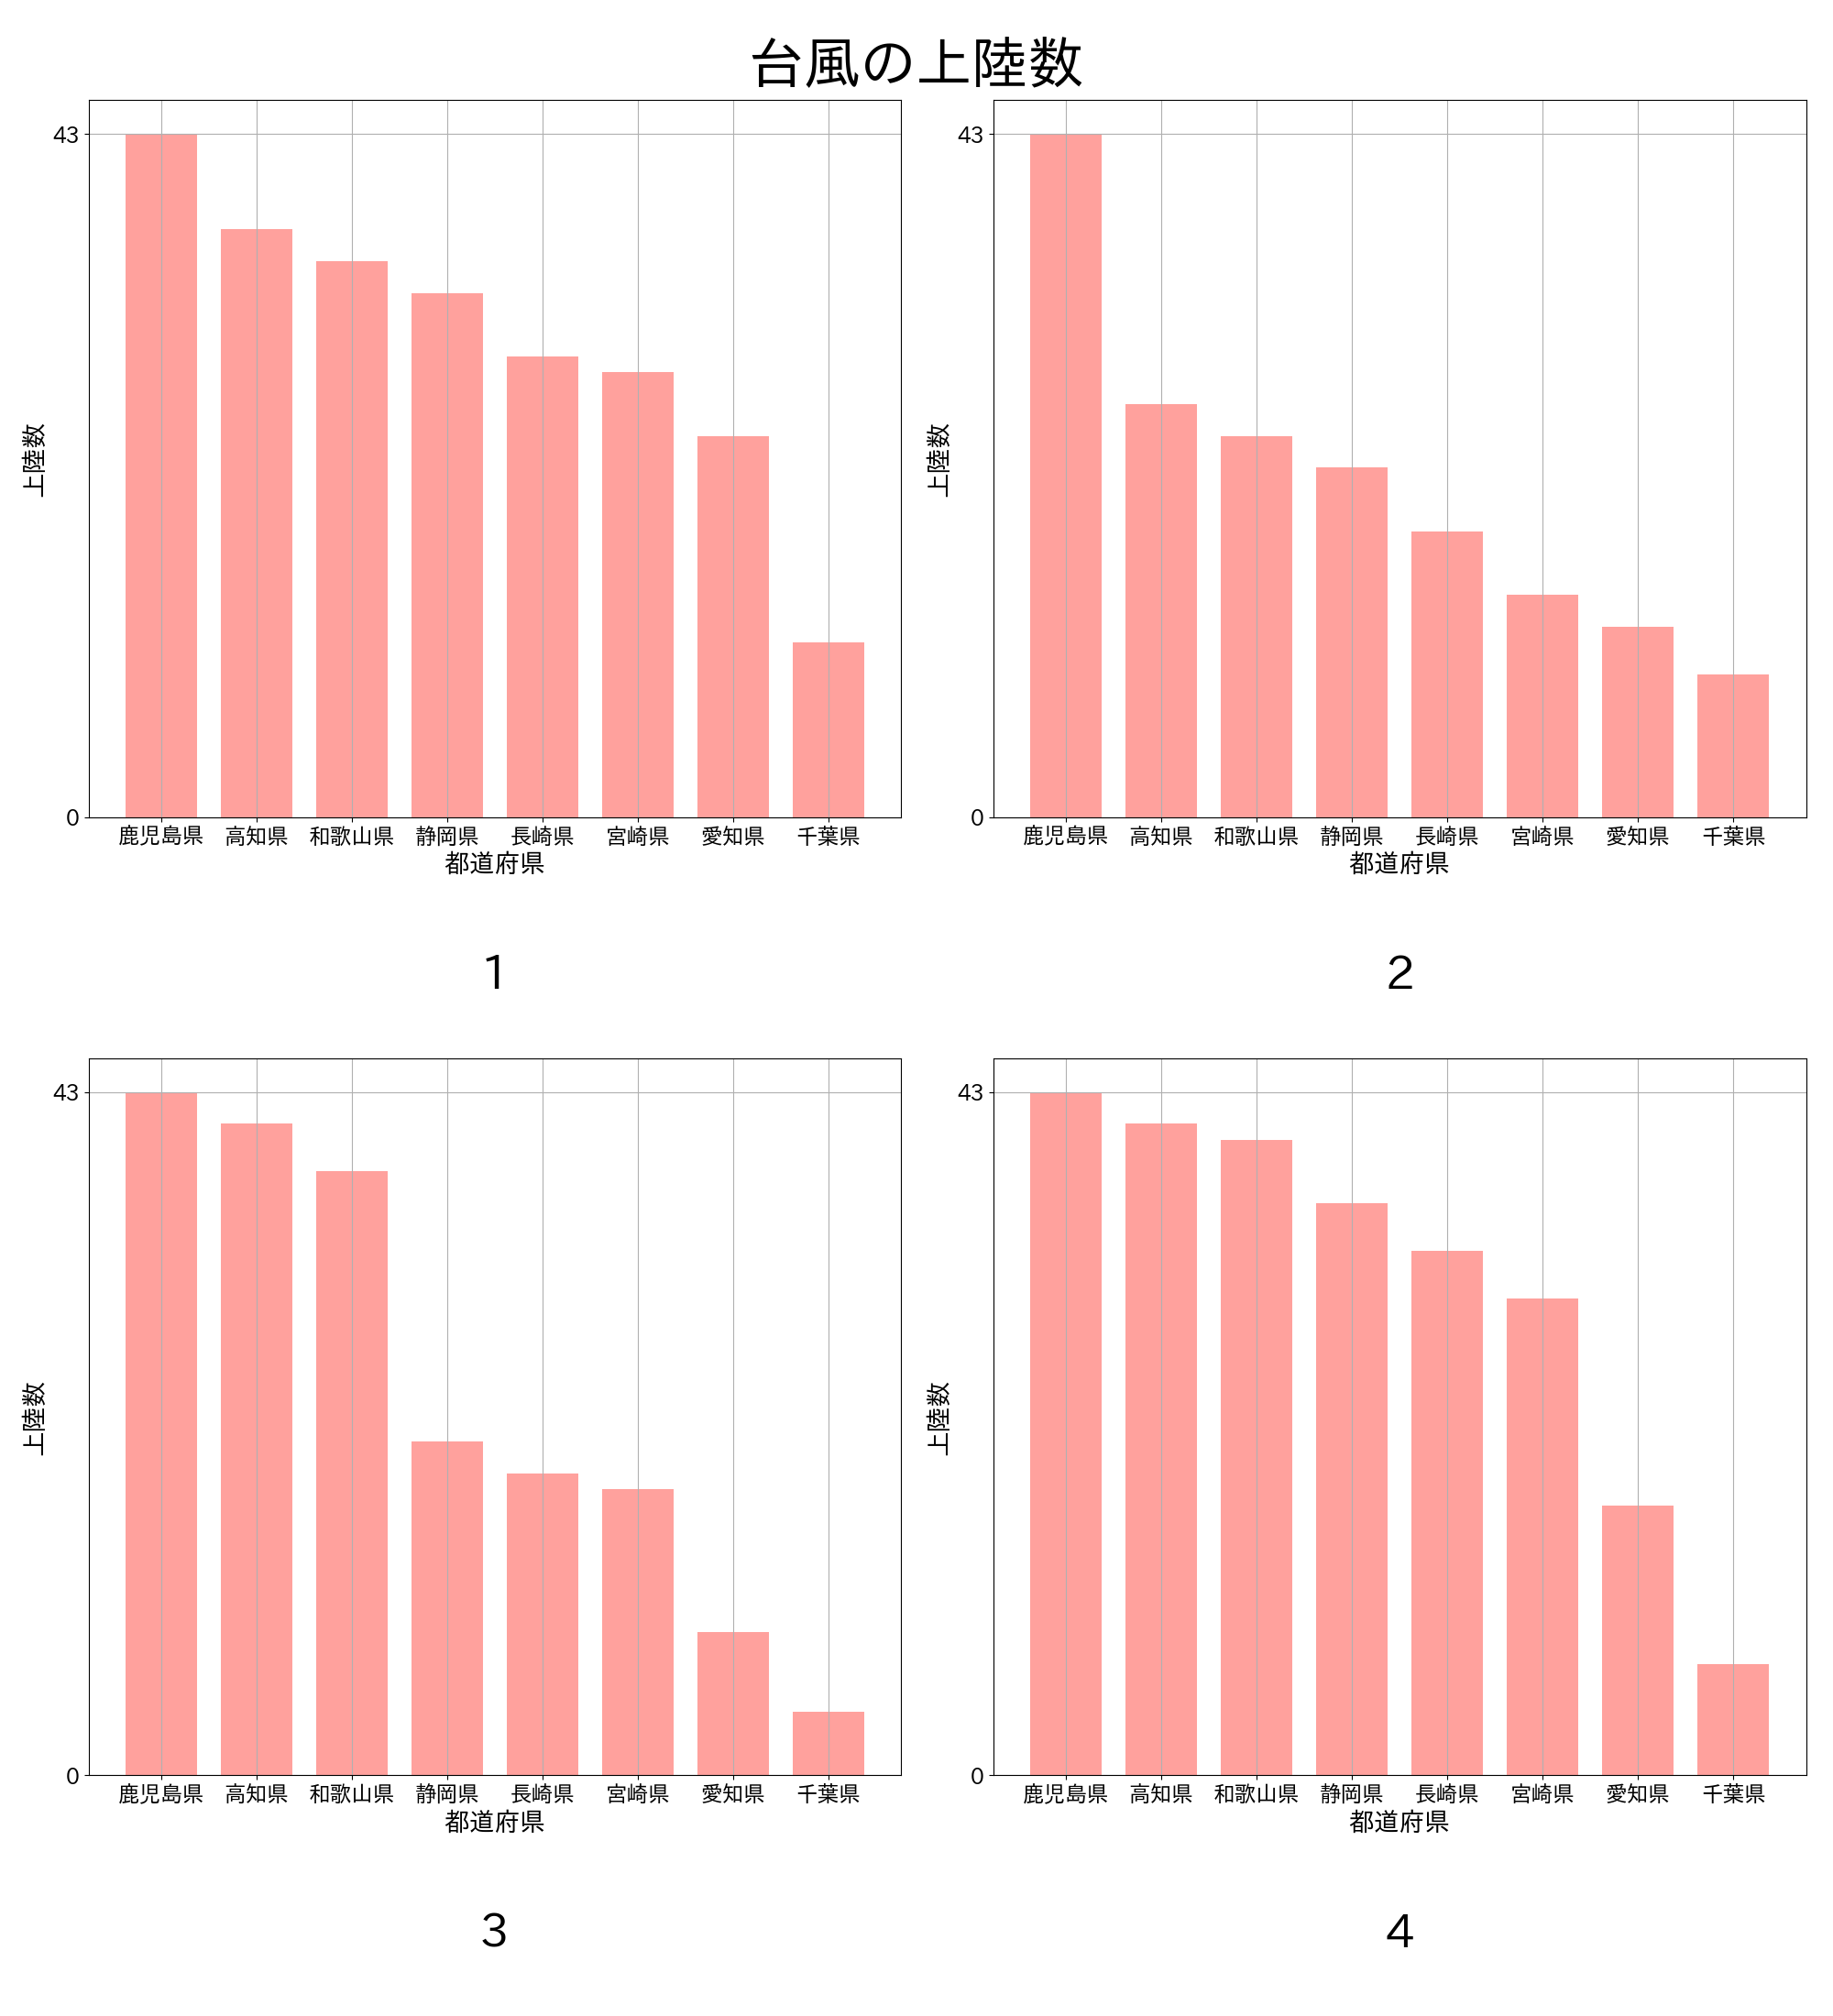 台風の上陸数
43
0
上陸数
鹿児島県 高知県 和歌山県 静岡県 長崎県 宮崎県 愛知県 千葉県
都道府県
1
43
0
上陸数
鹿児島県 高知県 和歌山県 静岡県 長崎県 宮崎県 愛知県 千葉県
都道府県
2
43
0
上陸数
鹿児島県 高知県 和歌山県 静岡県 長崎県 宮崎県 愛知県 千葉県
都道府県
3
43
0
上陸数
鹿児島県 高知県 和歌山県 静岡県 長崎県 宮崎県 愛知県 千葉県
都道府県
4